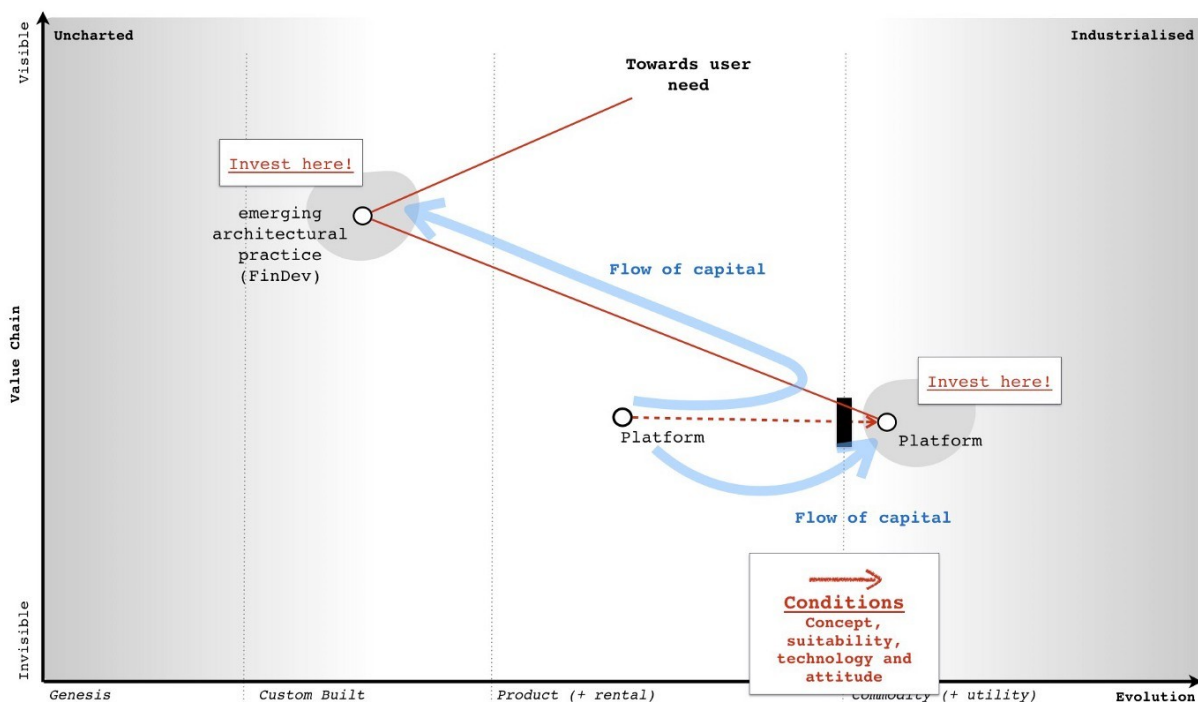 Uncharted
Industrialised
Visible
Towards user
need
Invest here!
emerging
architectural
practice
(FinDev)
Flow of capital
Value Chain
Invest here!
Platform
Platform
Flow of capital
Conditions
Concept,
suitability,
technology and
attitude
Invisible
Genesis
Custom Built
Product (+ rental)
Commodity (+ utility)
Evolution